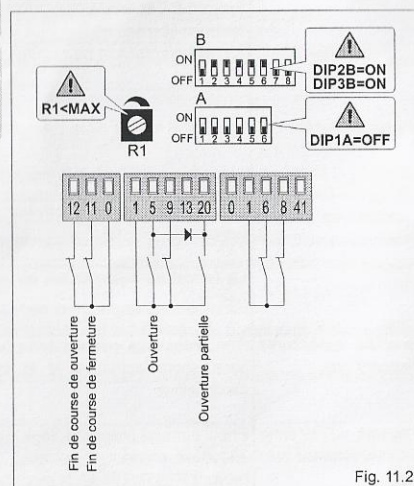 B
ON
OFF
1 2 3 4 5 6 7 8
DIP2B=ON
DIP3B=ON
R1<MAX
R1
A
ON
OFF
1 2 3 4 5 6
DIP1A=OFF
12 11 0 1 5 9 13 20 0 1 6 8 41
Fin de course de ouverture
Fin de course de fermeture
Ouverture
Ouverture partielle
Fig. 11.2